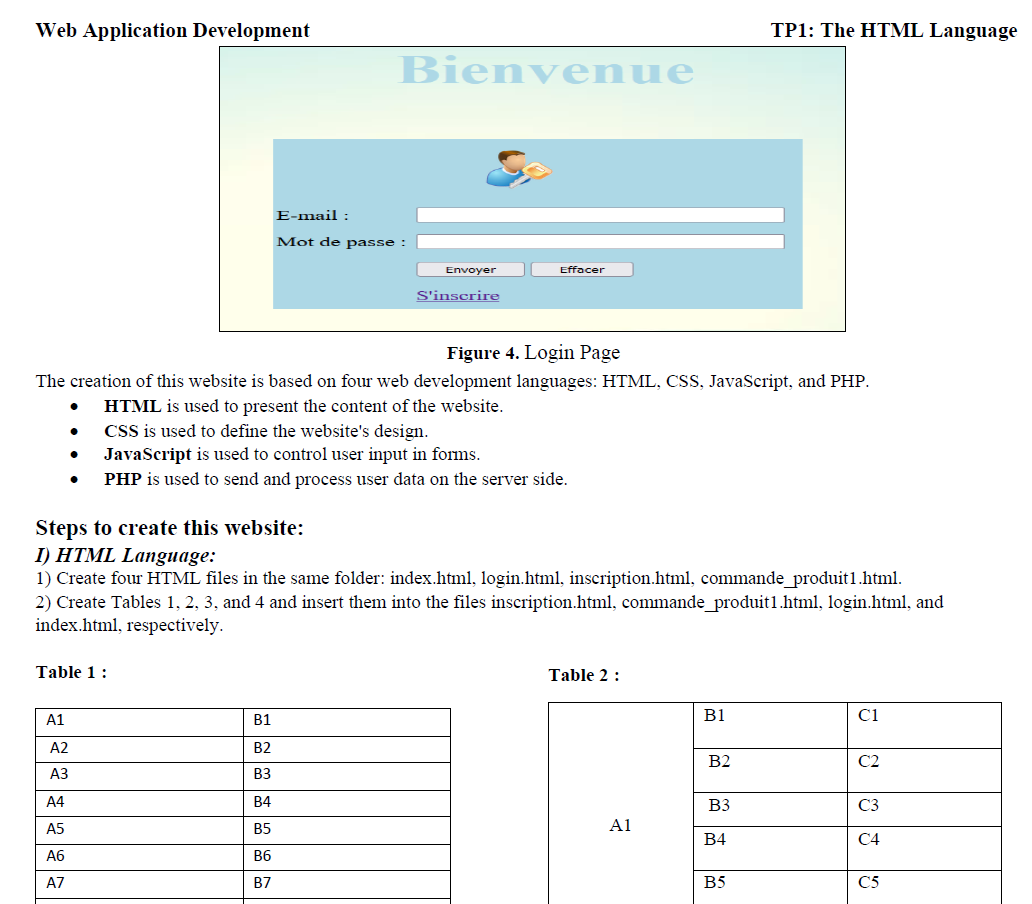 Web Application Development
TP1: The HTML Language
Bienvenue
E-mail :
Mot de passe :
Envoyer
Effacer
S'inscrire
Figure 4. Login Page
The creation of this website is based on four web development languages: HTML, CSS, JavaScript, and PHP.
• HTML is used to present the content of the website.
• CSS is used to define the website's design.
• JavaScript is used to control user input in forms.
• PHP is used to send and process user data on the server side.
Steps to create this website:
I) HTML Language:
1) Create four HTML files in the same folder: index.html, login.html, inscription.html, commande_produit1.html.
2) Create Tables 1, 2, 3, and 4 and insert them into the files inscription.html, commande_produit1.html, login.html, and
index.html, respectively.
Table 1 :
A1 B1
A2 B2
A3 B3
A4 B4
A5 B5
A6 B6
A7 B7
Table 2 :
B1 C1
B2 C2
B3 C3
A1
B4 C4
B5 C5